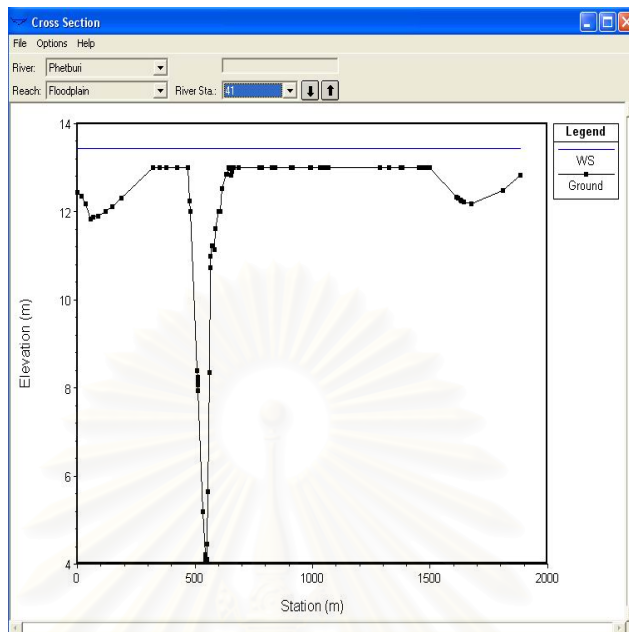 Cross Section
File Options Help
River: Phetburi
Reach: Floodplain River Sta.: 41
Legend
WS
Ground
14
12
10
8
6
4
Elevation (m)
0 500 1000 1500 2000
Station (m)